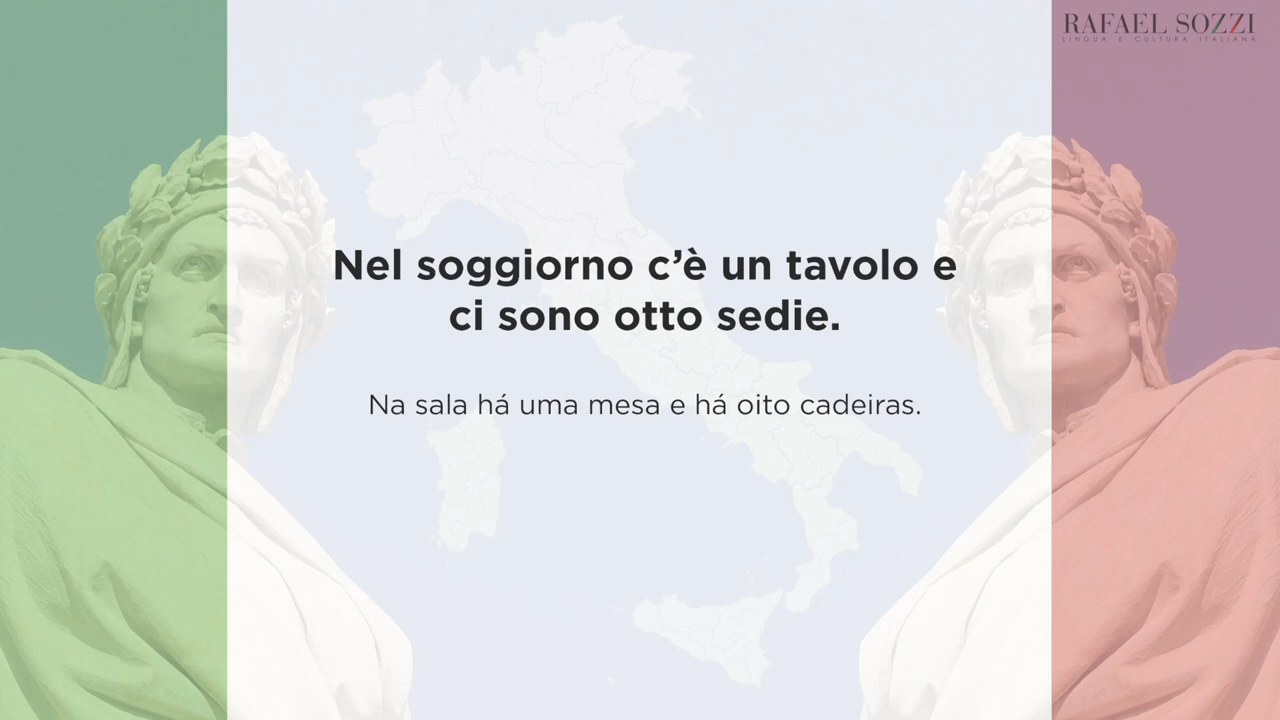 RAFAEL SOZZI
LINGUA E CULTURA ITALIANA
Nel soggiorno c’è un tavolo e
ci sono otto sedie.
Na sala há uma mesa e há oito cadeiras.